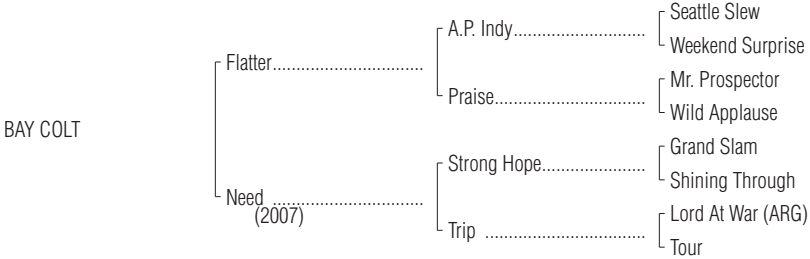 Seattle Slew
A.P. Indy..............................
Weekend Surprise
Flatter..................................
Mr. Prospector
Praise..................................
Wild Applause
BAY COLT
Grand Slam
Strong Hope.......................
Shining Through
Need ..................................
(2007)
Lord At War (ARG)
Trip ....................................
Tour